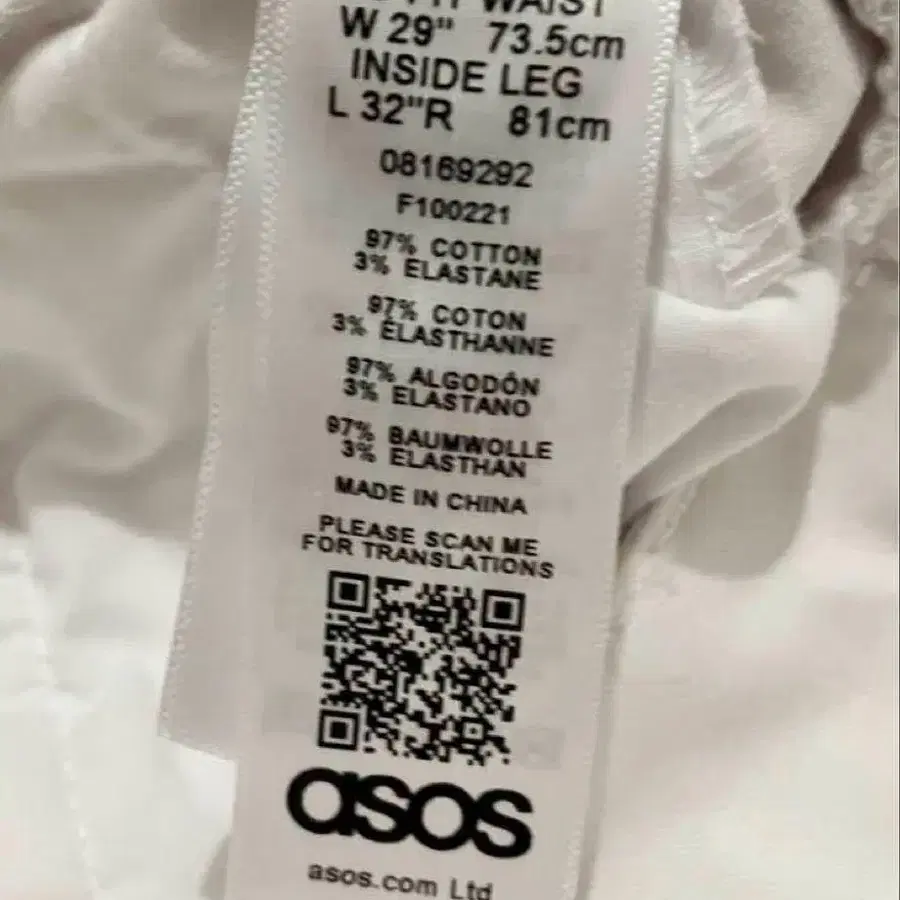 WAIST
W 29" 73.5cm
INSIDE LEG
L 32"R 81cm
08169292
F100221
97% COTTON
3% ELASTANE
97% COTON
3% ÉLASTHANNE
97% ALGODÓN
3% ELASTANO
97% BAUMWOLLE
3% ELASTHAN
MADE IN CHINA
PLEASE SCAN ME
FOR TRANSLATIONS
asos
asos.com Ltd